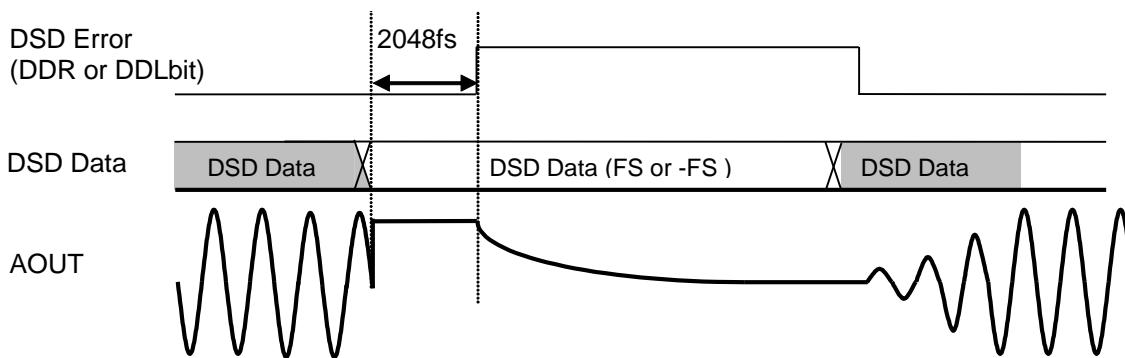 DSD Error
(DDR or DDLbit)
2048fs
DSD Data
DSD Data
DSD Data (FS or -FS )
DSD Data
AOUT